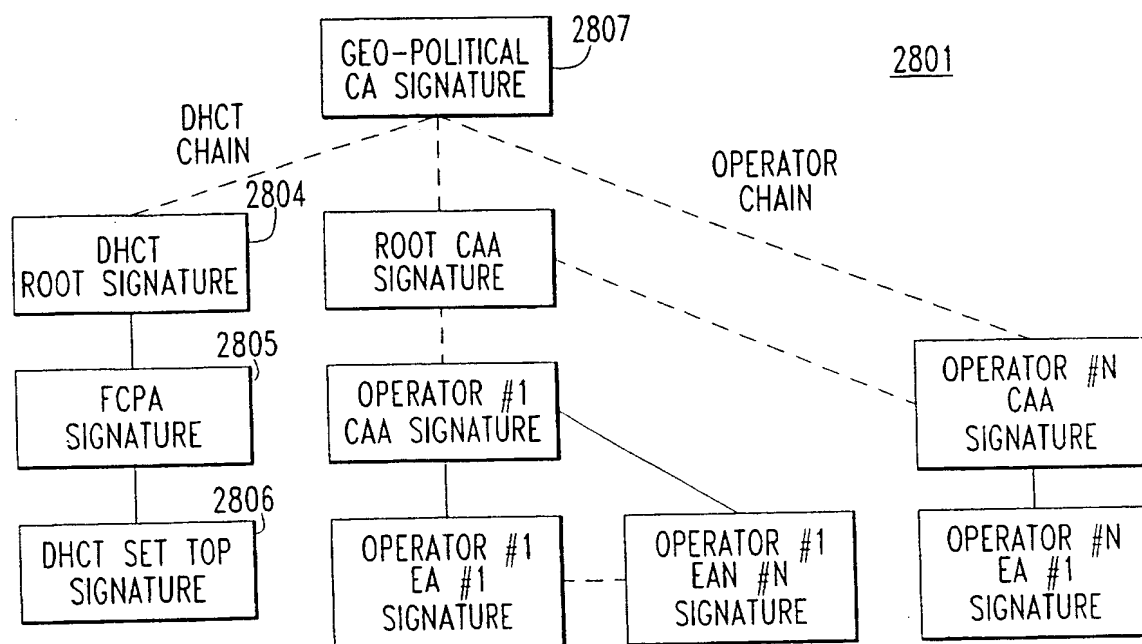 GEO-POLITICAL
CA SIGNATURE
2807
2801
DHCT
CHAIN
OPERATOR
CHAIN
2804
DHCT
ROOT SIGNATURE
ROOT CAA
SIGNATURE
2805
FCPA
SIGNATURE
OPERATOR #1
CAA SIGNATURE
OPERATOR #N
CAA
SIGNATURE
2806
DHCT SET TOP
SIGNATURE
OPERATOR #1
EA #1
SIGNATURE
OPERATOR #1
EAN #N
SIGNATURE
OPERATOR #N
EA #1
SIGNATURE